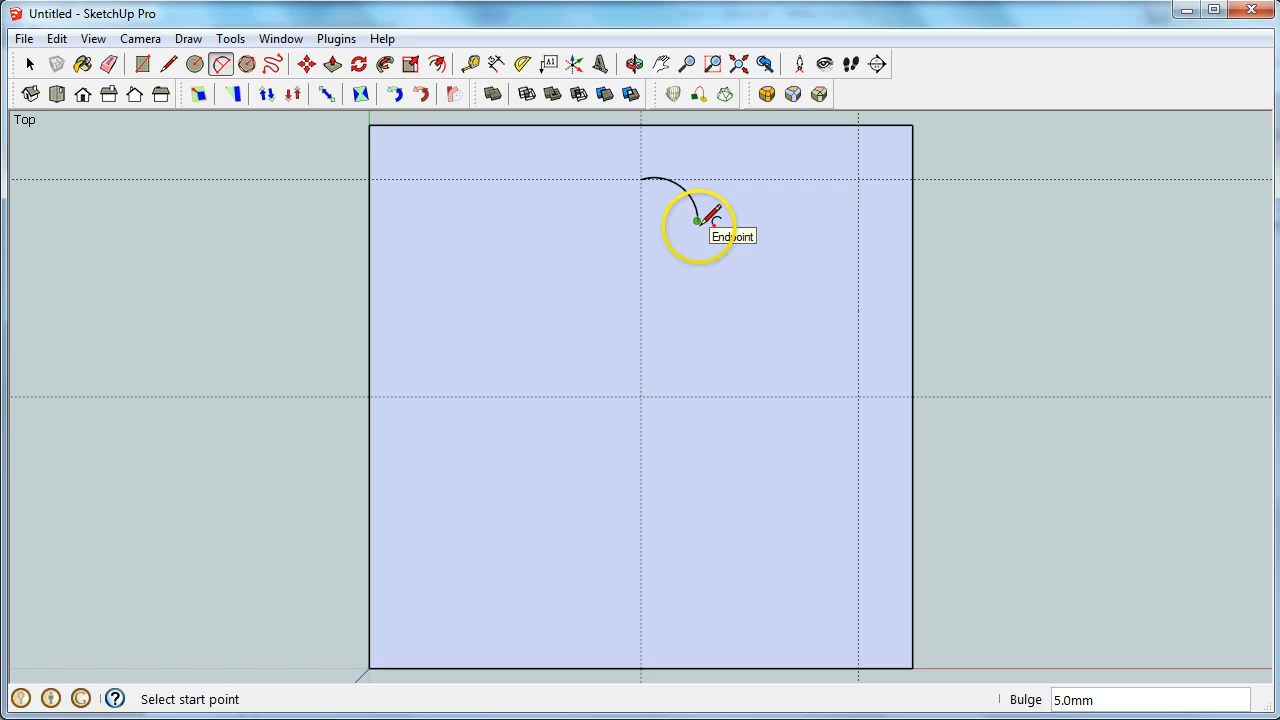 Untitled - SketchUp Pro
File Edit View Camera Draw Tools Window Plugins Help
A1
Top
Endpoint
Select start point
Bulge 5.0mm